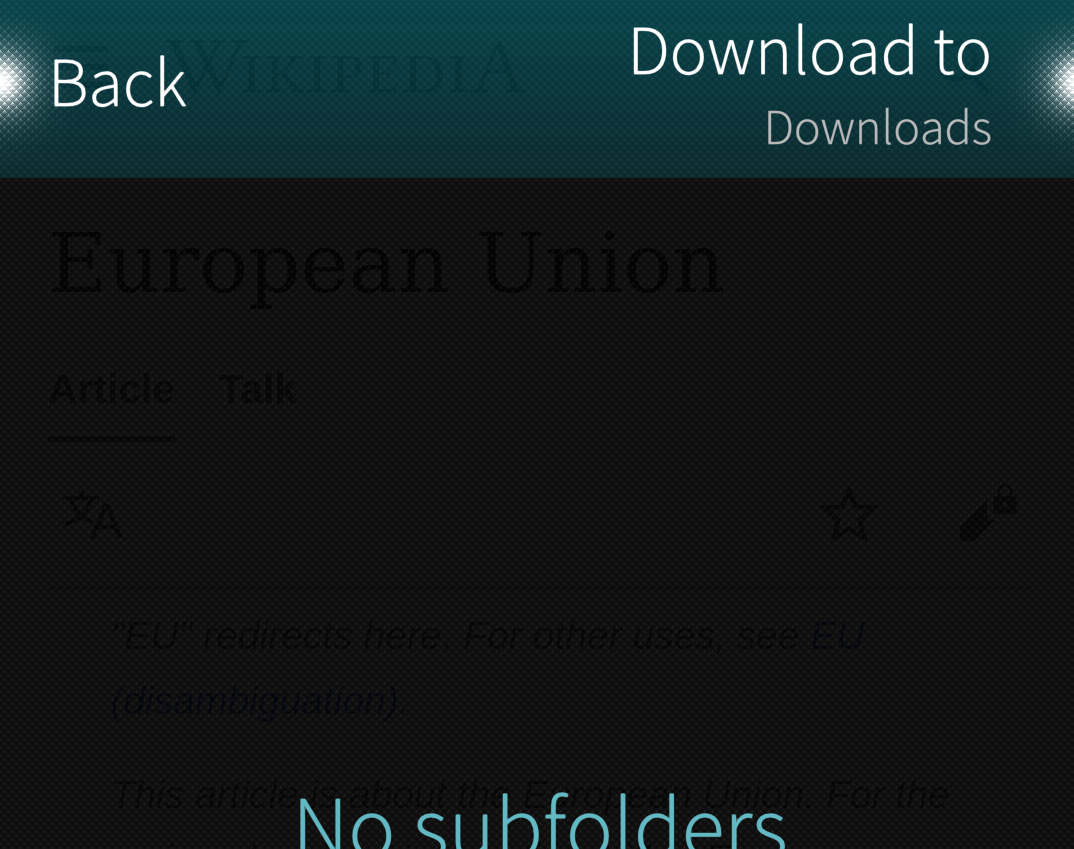 WIKIPEDIA
Back
Download to
Downloads
European Union
Article Talk
"EU" redirects here. For other uses, see EU
(disambiguation).
This article is about the European Union. For the
No subfolders